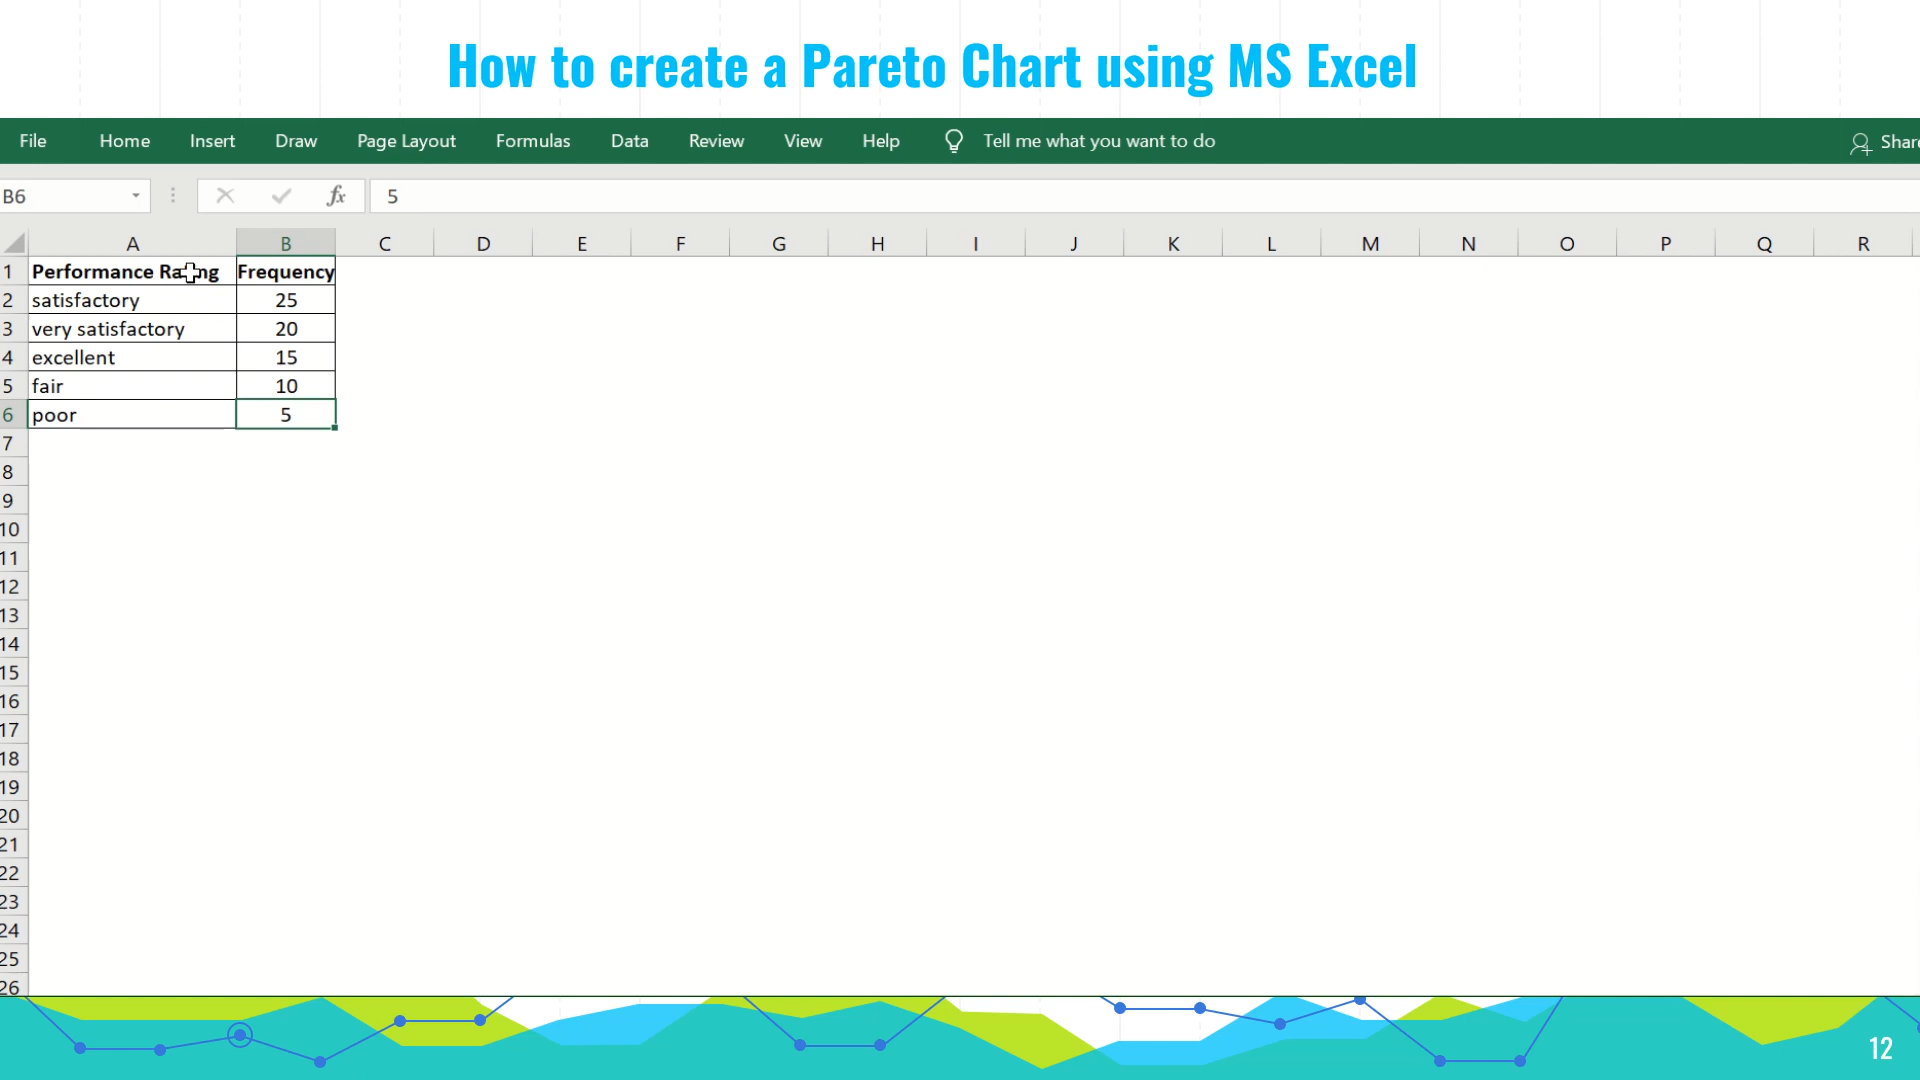 How to create a Pareto Chart using MS Excel
File Home Insert Draw Page Layout Formulas Data Review View Help Tell me what you want to do Share
B6 fx 5
A B C D E F G H I J K L M N O P Q R
1 Performance Rating Frequency
2 satisfactory 25
3 very satisfactory 20
4 excellent 15
5 fair 10
6 poor 5
7
8
9
10
11
12
13
14
15
16
17
18
19
20
21
22
23
24
25
26
12